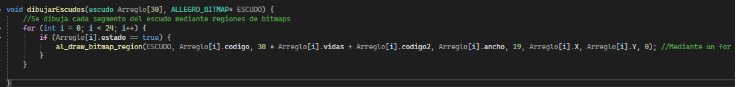 void dibujarEscudos(escudo Arreglo[30], ALLEGRO_BITMAP* ESCUDO) {
//Se dibuja cada segmento del escudo mediante regiones de bitmaps
for (int i = 0; i < 24; i++) {
if (Arreglo[i].estado == true) {
al_draw_bitmap_region(ESCUDO, Arreglo[i].codigo, 38 * Arreglo[i].vidas + Arreglo[i].codigo2, Arreglo[i].ancho, 19, Arreglo[i].X, Arreglo[i].Y, 0); //Mediante un for
}
}
}